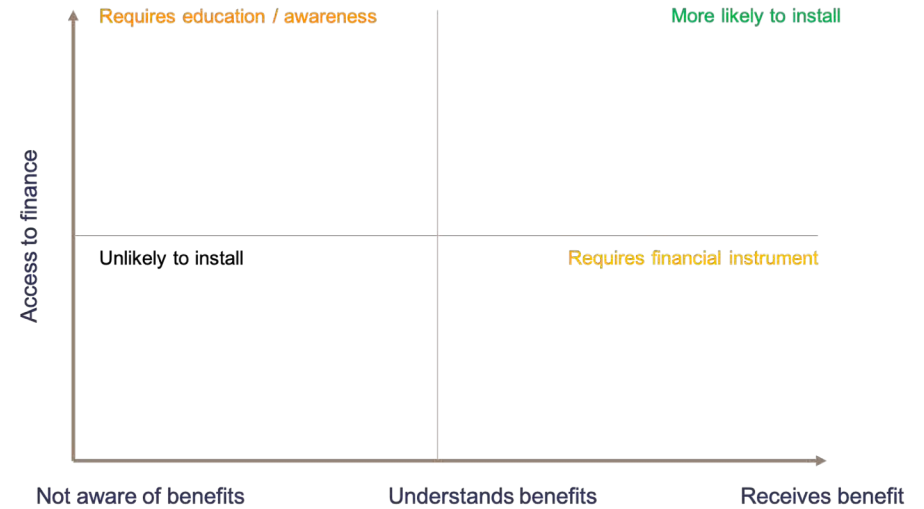 Requires education / awareness
More likely to install
Access to finance
Unlikely to install
Requires financial instrument
Not aware of benefits
Understands benefits
Receives benefit